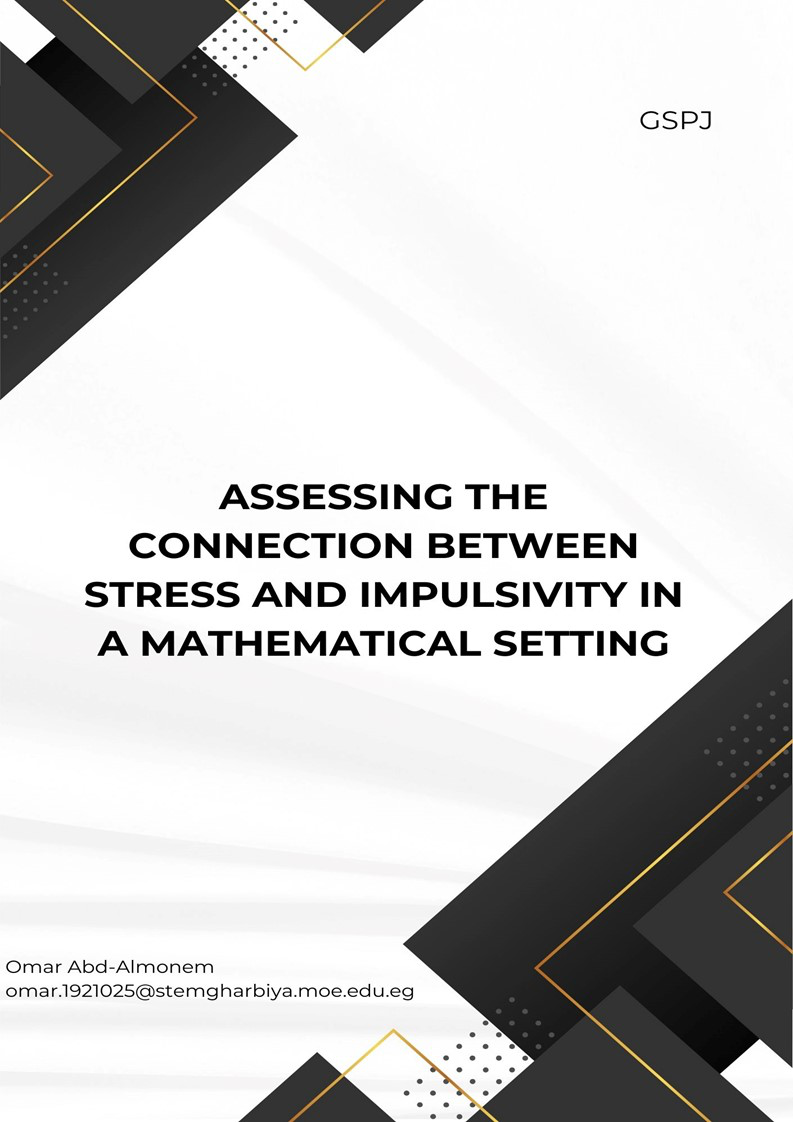 GSPJ
ASSESSING THE
CONNECTION BETWEEN
STRESS AND IMPULSIVITY IN
A MATHEMATICAL SETTING
Omar Abd-Almonem
omar.1921025@stemgharbiya.moe.edu.eg